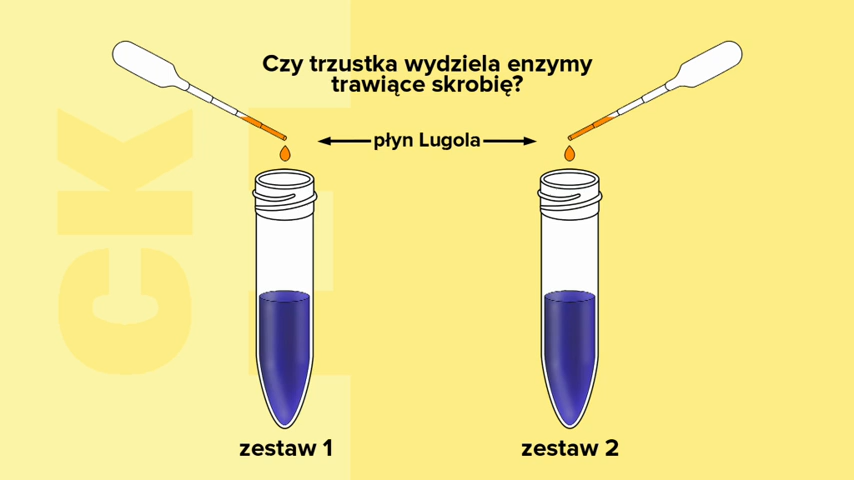 Czy trzustka wydziela enzymy
trawiące skrobię?
płyn Lugola
zestaw 1
zestaw 2